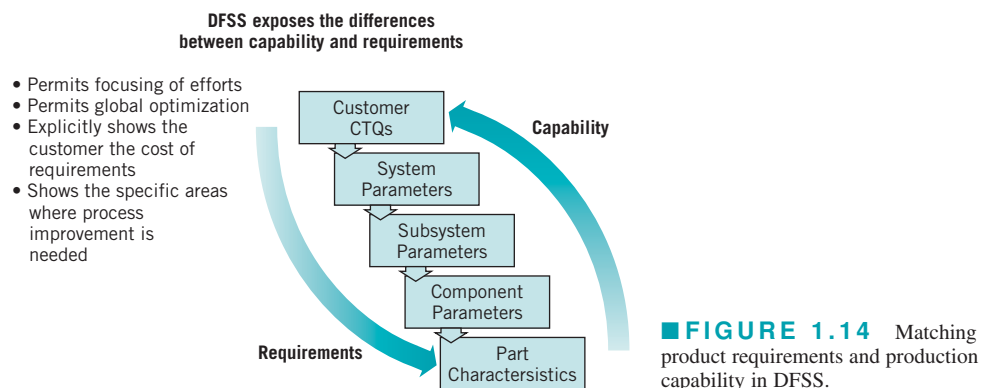 DFSS exposes the differences
between capability and requirements
• Permits focusing of efforts
• Permits global optimization
• Explicitly shows the
customer the cost of
requirements
• Shows the specific areas
where process
improvement is
needed
Customer
CTQs
Capability
System
Parameters
Subsystem
Parameters
Component
Parameters
Requirements
Part
Charactersistics
■ FIGURE 1.14 Matching
product requirements and production
capability in DFSS.